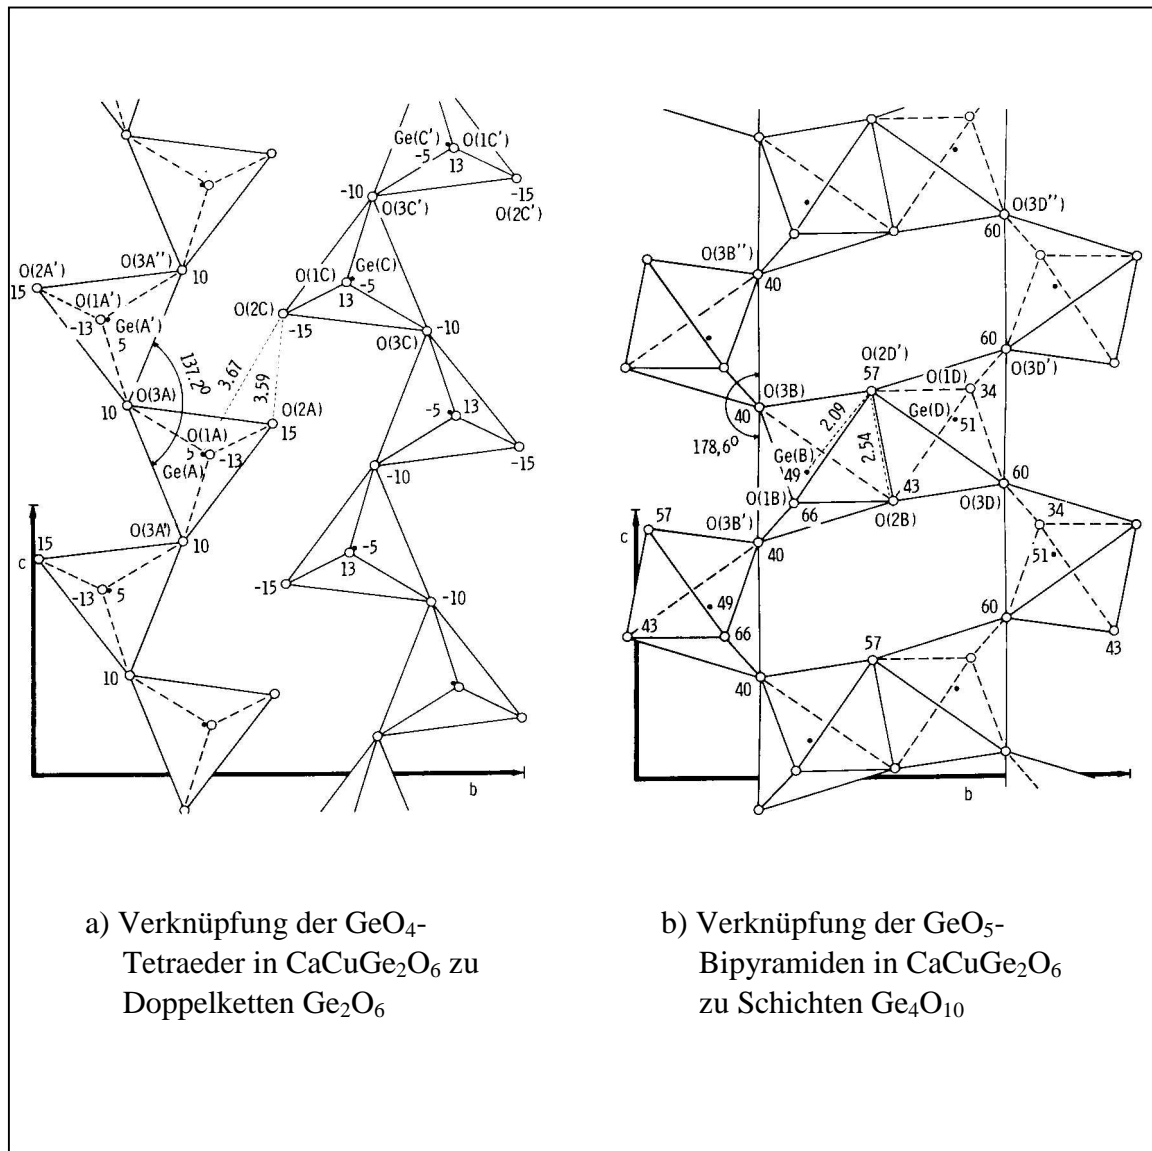 Ge(C')
O(1C')
-5
13
-10
-15
O(3C')
O(2C')
O(2A')
O(3A'')
10
15
O(1A')
-13
Ge(A')
5
O(1C)
Ge(C)
-5
13
O(2C)
-15
-10
O(3C)
137.2°
3.67
3.59
O(3A)
10
O(2A)
15
O(1A)
5
-13
Ge(A)
-5
13
-15
-10
O(3A')
10
15
c
-13
5
-5
13
-15
-10
10
b
O(3D'')
60
O(3B'')
40
60
O(3D')
O(2D')
57
O(1D)
34
O(3B)
40
Ge(D)
51
2.09
178,6°
Ge(B)
49
2.54
43
60
O(1B)
66
O(2B)
O(3D)
O(3B')
40
57
34
c
51
49
43
66
60
43
57
40
b
a) Verknüpfung der GeO₄-
Tetraeder in CaCuGe₂O₆ zu
Doppelketten Ge₂O₆
b) Verknüpfung der GeO₅-
Bipyramiden in CaCuGe₂O₆
zu Schichten Ge₄O₁₀